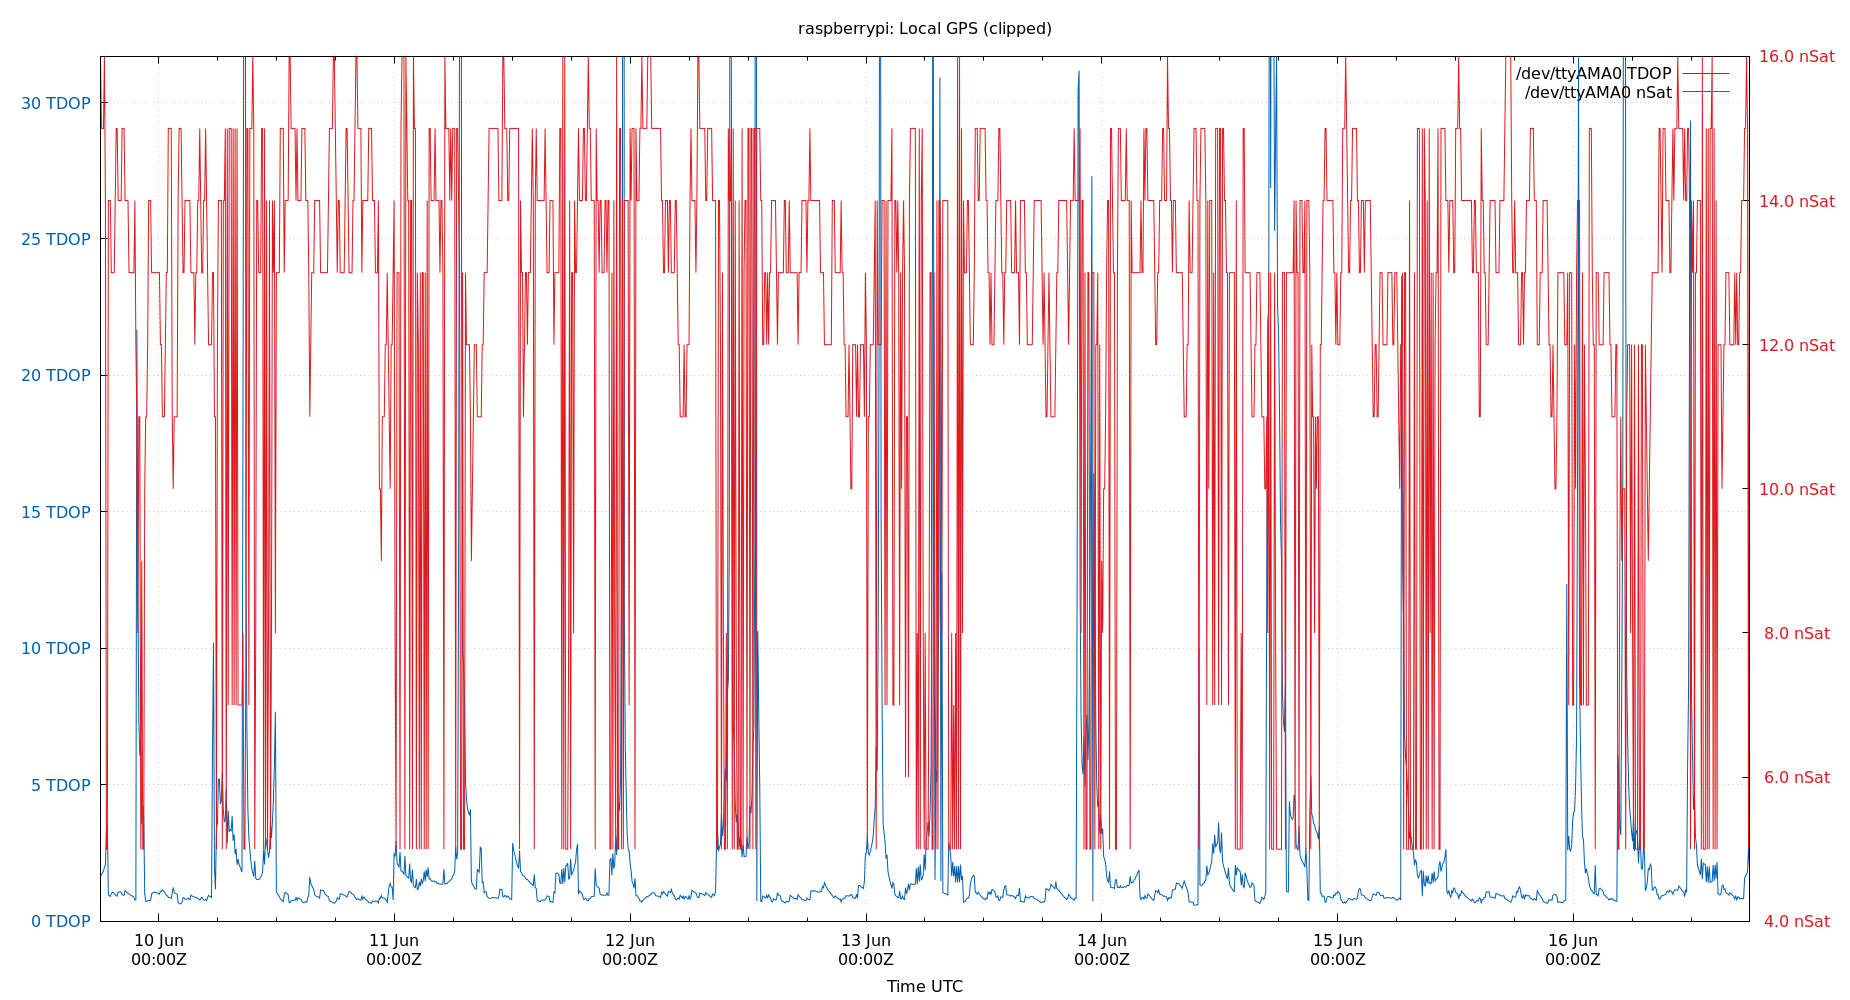 raspberrypi: Local GPS (clipped)
16.0 nSat
/dev/ttyAMA0 TDOP
/dev/ttyAMA0 nSat
30 TDOP
14.0 nSat
25 TDOP
12.0 nSat
20 TDOP
10.0 nSat
15 TDOP
8.0 nSat
10 TDOP
6.0 nSat
5 TDOP
0 TDOP
4.0 nSat
10 Jun 11 Jun 12 Jun 13 Jun 14 Jun 15 Jun 16 Jun
00:00Z 00:00Z 00:00Z 00:00Z 00:00Z 00:00Z 00:00Z
Time UTC